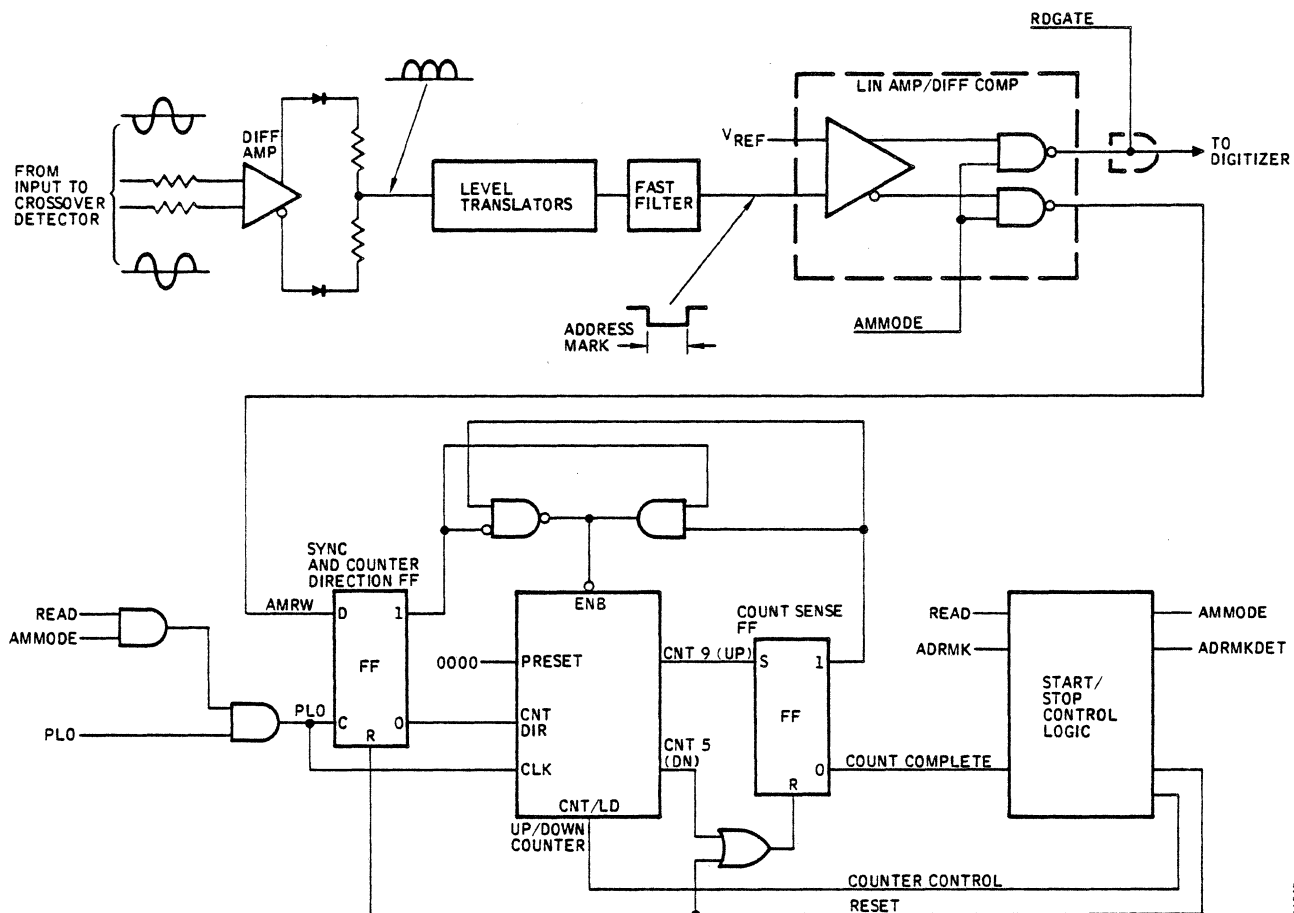 RDGATE
LIN AMP/DIFF COMP
DIFF
AMP
VREF
TO
DIGITIZER
FROM
INPUT TO
CROSSOVER
DETECTOR
LEVEL
TRANSLATORS
FAST
FILTER
AMMODE
ADDRESS
MARK
SYNC
AND COUNTER
DIRECTION FF
AMRW
D
1
FF
C
0
R
READ
AMMODE
PLO
PLO
ENB
0000
PRESET
CNT
DIR
CLK
CNT/LD
UP/DOWN
COUNTER
CNT 9 (UP)
CNT 5
(DN)
COUNT SENSE
FF
S
1
FF
0
R
COUNT COMPLETE
READ
ADRMK
START/
STOP
CONTROL
LOGIC
AMMODE
ADRMKDET
COUNTER CONTROL
RESET